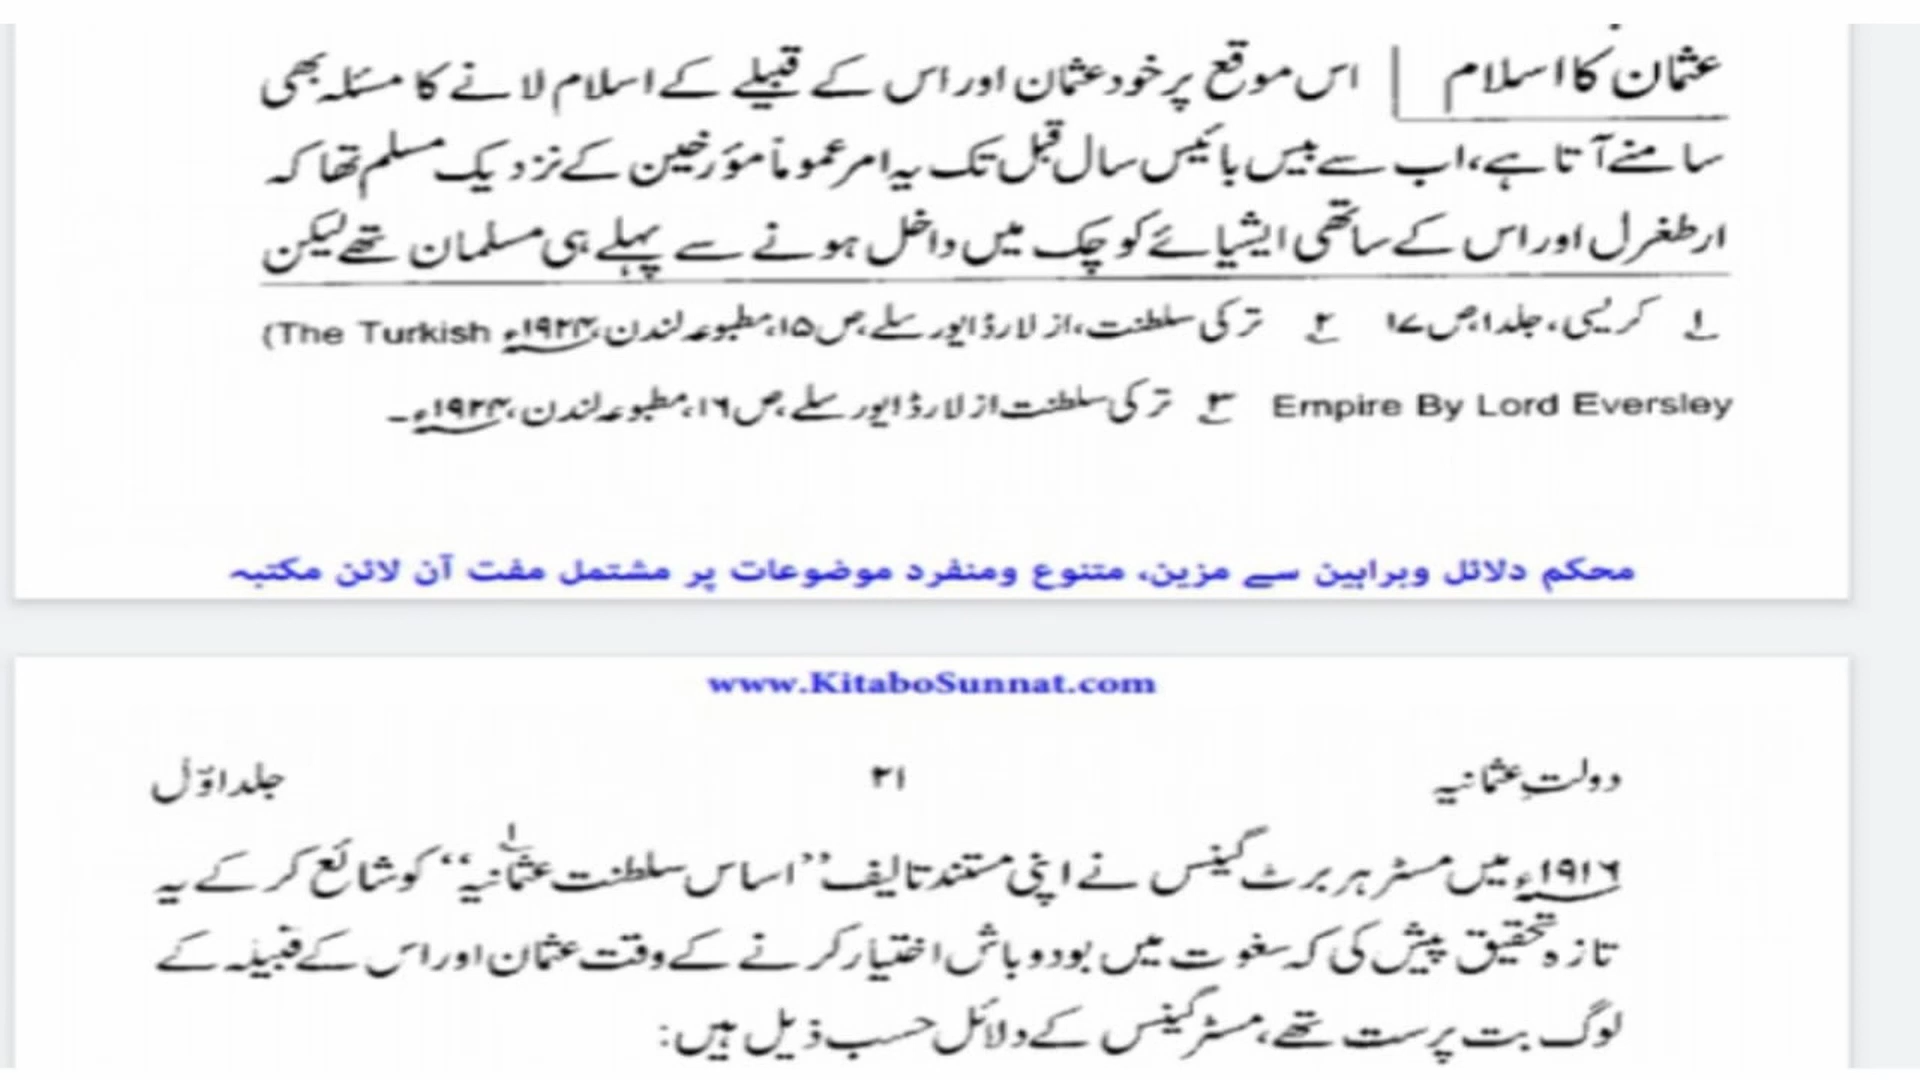 عثمان کا اسلام اس موقع پر خود عثمان اور اس کے قبیلے کے اسلام لانے کا مسئلہ بھی
سامنے آتا ہے، اب سے بیس بائیس سال قبل تک یہ امر عموماً مؤرخین کے نزدیک مسلم تھا کہ
ارطغرل اور اس کے ساتھی ایشیائے کوچک میں داخل ہونے سے پہلے ہی مسلمان تھے لیکن
۱ کریسی، جلد۱، ص۱۷ ۲ ترکی سلطنت، از لارڈ ایورسلے، ص۱۵، مطبوعہ لندن، ۱۹۲۴ء (The Turkish
Empire By Lord Eversley ۳ ترکی سلطنت از لارڈ ایورسلے، ص۱۶، مطبوعہ لندن، ۱۹۲۴ء۔
محکم دلائل وبراہین سے مزین، متنوع ومنفرد موضوعات پر مشتمل مفت آن لائن مکتبہ
www.KitaboSunnat.com
دولتِ عثمانیہ ۲۱ جلد اوّل
۱۹۱۶ء میں مسٹر ہربرٹ گبنس نے اپنی مستند تالیف ’’اساس سلطنت عثمانیہ‘‘۱ کو شائع کر کے یہ
تازہ تحقیق پیش کی کہ سغوت میں بود و باش اختیار کرنے کے وقت عثمان اور اس کے قبیلہ کے
لوگ بت پرست تھے، مسٹر گبنس کے دلائل حسب ذیل ہیں: